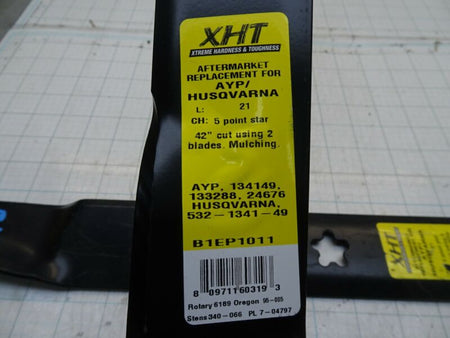 XHT
XTREME HARDNESS & TOUGHNESS
AFTERMARKET
REPLACEMENT FOR
AYP/
HUSQVARNA
L: 21
CH: 5 point star
42" cut using 2
blades. Mulching.
AYP, 134149,
133288, 24676
HUSQVARNA,
532-1341-49
B1EP1011
8 09711 60319 3
Rotary 6189 Oregon 95-005
Stens 340-066 PL 7-04797
XHT